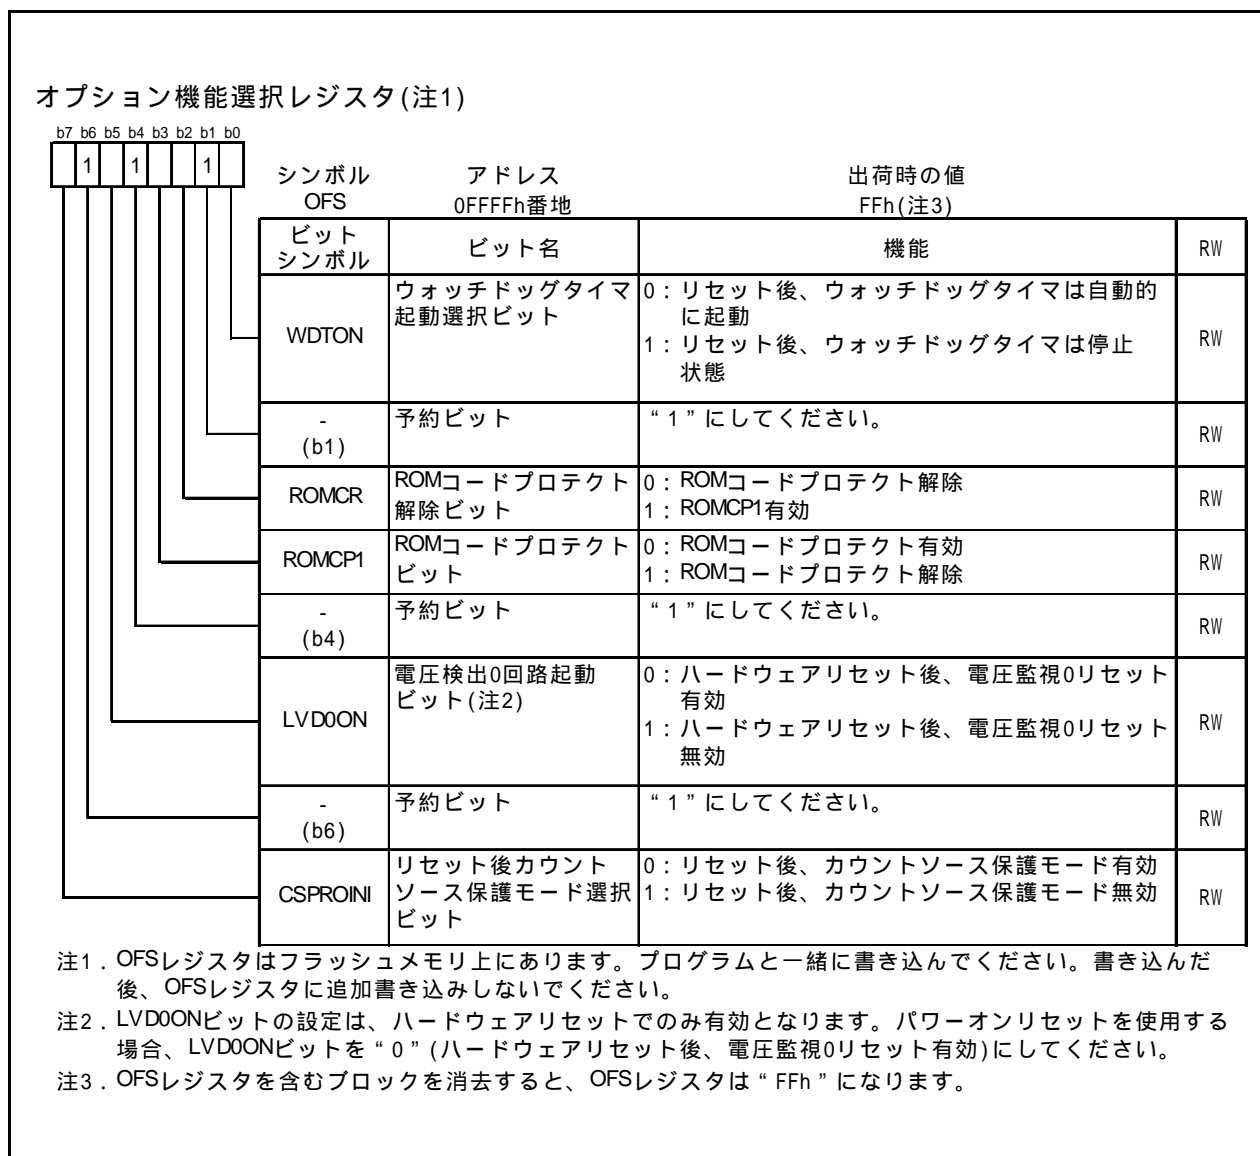 オプション機能選択レジスタ(注1)
b7 b6 b5 b4 b3 b2 b1 b0
1 1 1
シンボル アドレス 出荷時の値
OFS 0FFFFh番地 FFh(注3)
ビット
シンボル
ビット名 機能 RW
WDTON
ウォッチドッグタイマ
起動選択ビット
0：リセット後、ウォッチドッグタイマは自動的
に起動
1：リセット後、ウォッチドッグタイマは停止
状態
RW
-
(b1)
予約ビット
“1”にしてください。
RW
ROMCR
ROMコードプロテクト
解除ビット
0：ROMコードプロテクト解除
1：ROMCP1有効
RW
ROMCP1
ROMコードプロテクト
ビット
0：ROMコードプロテクト有効
1：ROMコードプロテクト解除
RW
-
(b4)
予約ビット
“1”にしてください。
RW
LVD0ON
電圧検出0回路起動
ビット(注2)
0：ハードウェアリセット後、電圧監視0リセット
有効
1：ハードウェアリセット後、電圧監視0リセット
無効
RW
-
(b6)
予約ビット
“1”にしてください。
RW
CSPROINI
リセット後カウント
ソース保護モード選択
ビット
0：リセット後、カウントソース保護モード有効
1：リセット後、カウントソース保護モード無効
RW
注1．OFSレジスタはフラッシュメモリ上にあります。プログラムと一緒に書き込んでください。書き込んだ
後、OFSレジスタに追加書き込みしないでください。
注2．LVD0ONビットの設定は、ハードウェアリセットでのみ有効となります。パワーオンリセットを使用する
場合、LVD0ONビットを“0”(ハードウェアリセット後、電圧監視0リセット有効)にしてください。
注3．OFSレジスタを含むブロックを消去すると、OFSレジスタは“FFh”になります。